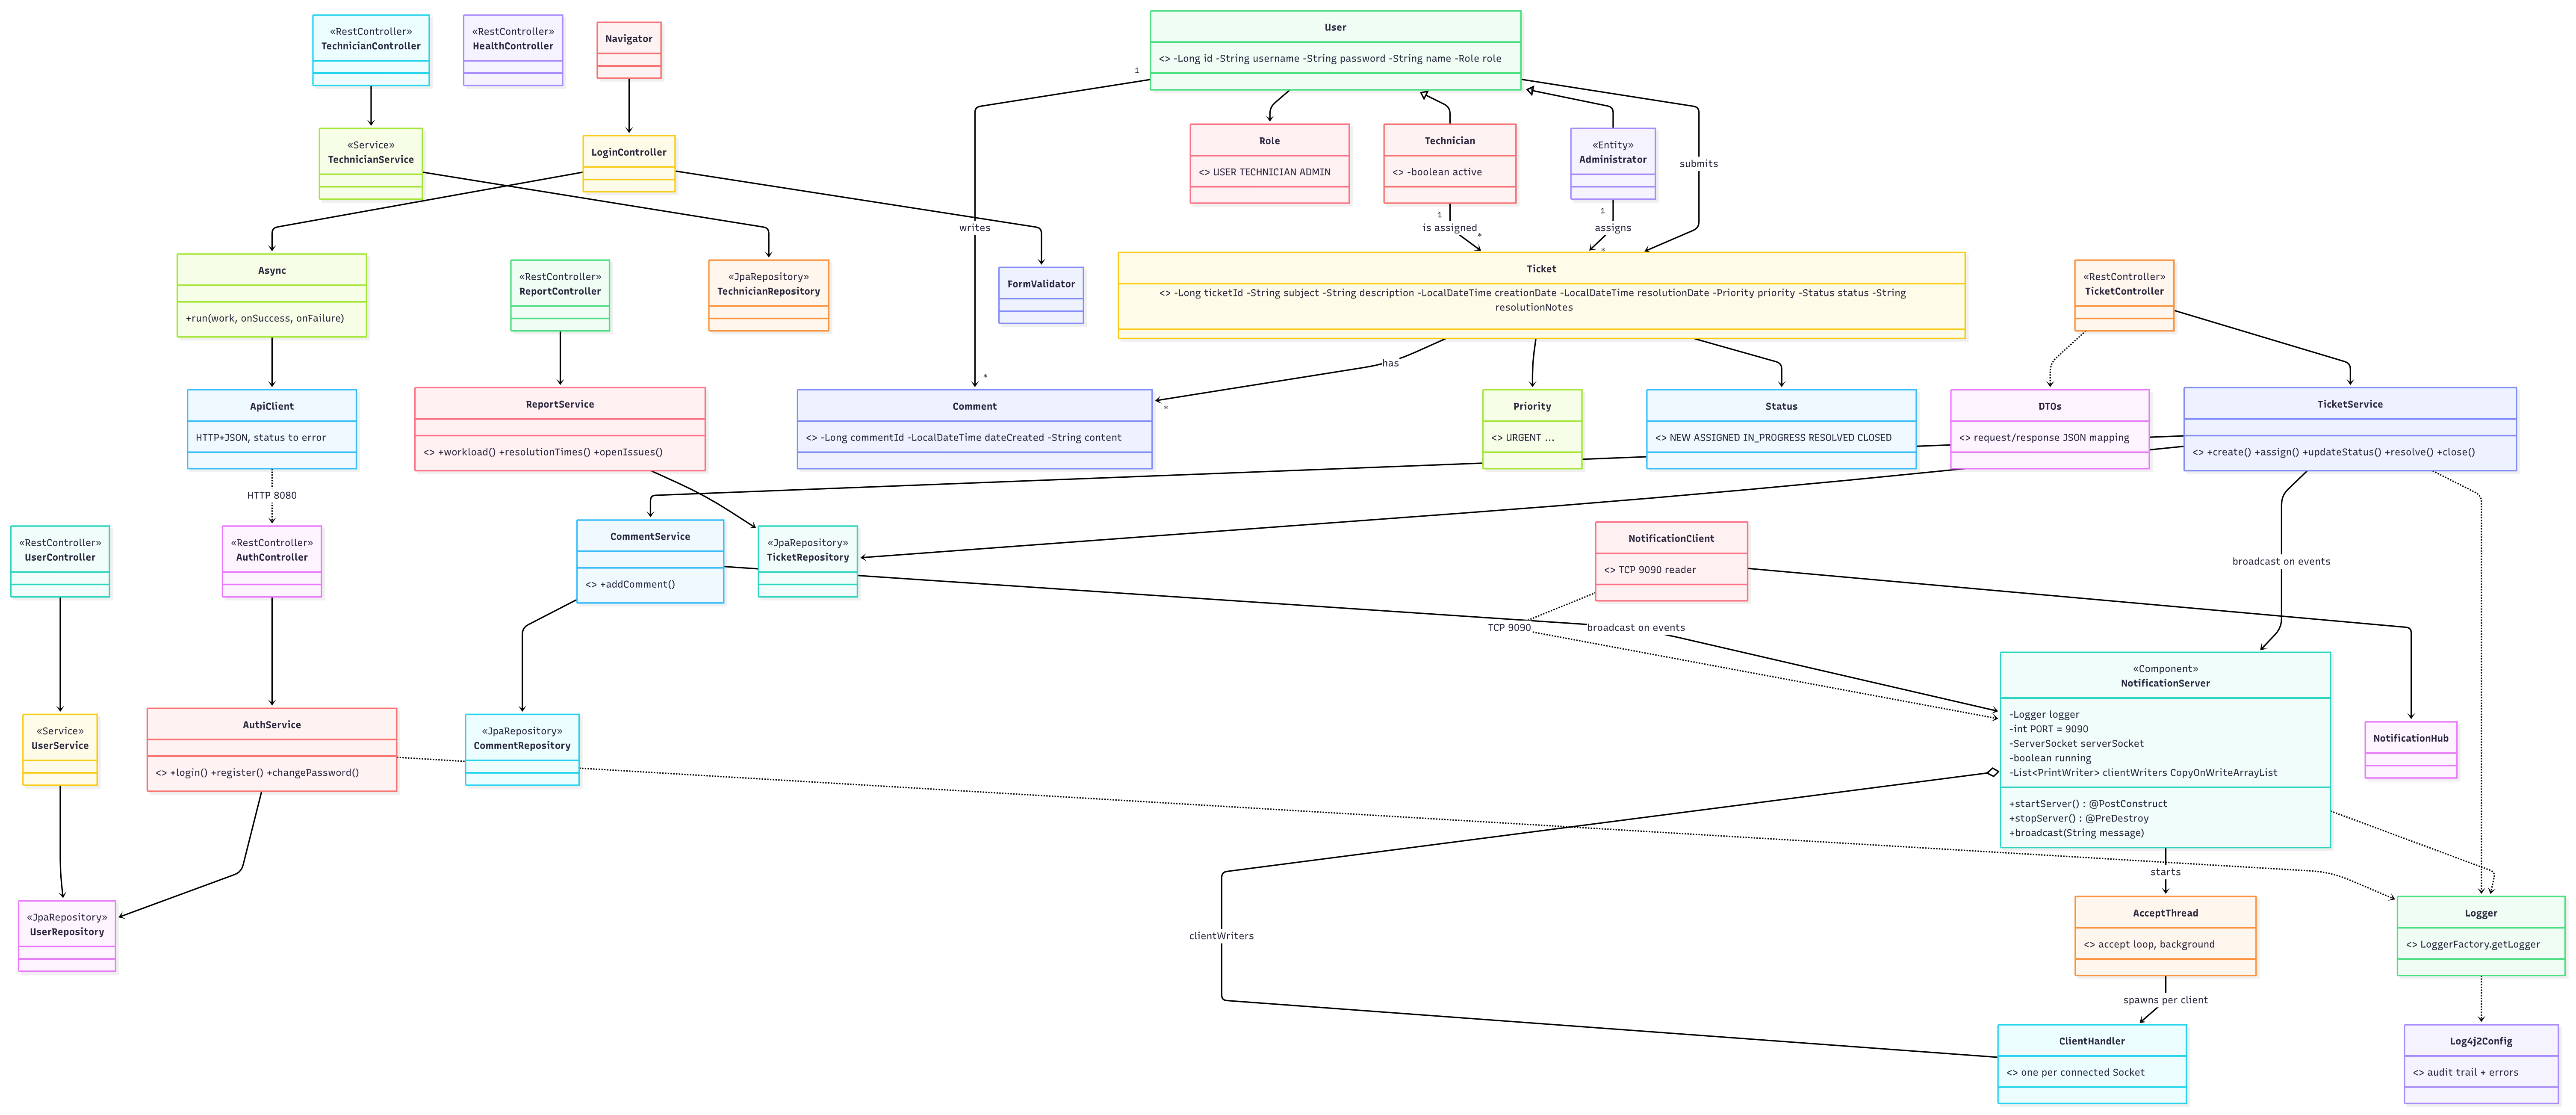 «RestController»
TechnicianController
«RestController»
HealthController
Navigator
User
<> -Long id -String username -String password -String name -Role role
1
«Service»
TechnicianService
LoginController
Role
<> USER TECHNICIAN ADMIN
Technician
<> -boolean active
«Entity»
Administrator
submits
1
1
writes
is assigned
*
assigns
*
Async
+run(work, onSuccess, onFailure)
«RestController»
ReportController
«JpaRepository»
TechnicianRepository
FormValidator
Ticket
<> -Long ticketId -String subject -String description -LocalDateTime creationDate -LocalDateTime resolutionDate -Priority priority -Status status -String
resolutionNotes
«RestController»
TicketController
has
*
*
ApiClient
HTTP+JSON, status to error
ReportService
<> +workload() +resolutionTimes() +openIssues()
Comment
<> -Long commentId -LocalDateTime dateCreated -String content
Priority
<> URGENT ...
Status
<> NEW ASSIGNED IN_PROGRESS RESOLVED CLOSED
DTOs
<> request/response JSON mapping
TicketService
<> +create() +assign() +updateStatus() +resolve() +close()
HTTP 8080
«RestController»
UserController
«RestController»
AuthController
CommentService
<> +addComment()
«JpaRepository»
TicketRepository
NotificationClient
<> TCP 9090 reader
broadcast on events
TCP 9090
broadcast on events
«Service»
UserService
AuthService
<> +login() +register() +changePassword()
«JpaRepository»
CommentRepository
«Component»
NotificationServer
-Logger logger
-int PORT = 9090
-ServerSocket serverSocket
-boolean running
-List<PrintWriter> clientWriters CopyOnWriteArrayList
+startServer() : @PostConstruct
+stopServer() : @PreDestroy
+broadcast(String message)
NotificationHub
starts
«JpaRepository»
UserRepository
clientWriters
AcceptThread
<> accept loop, background
Logger
<> LoggerFactory.getLogger
spawns per client
ClientHandler
<> one per connected Socket
Log4j2Config
<> audit trail + errors